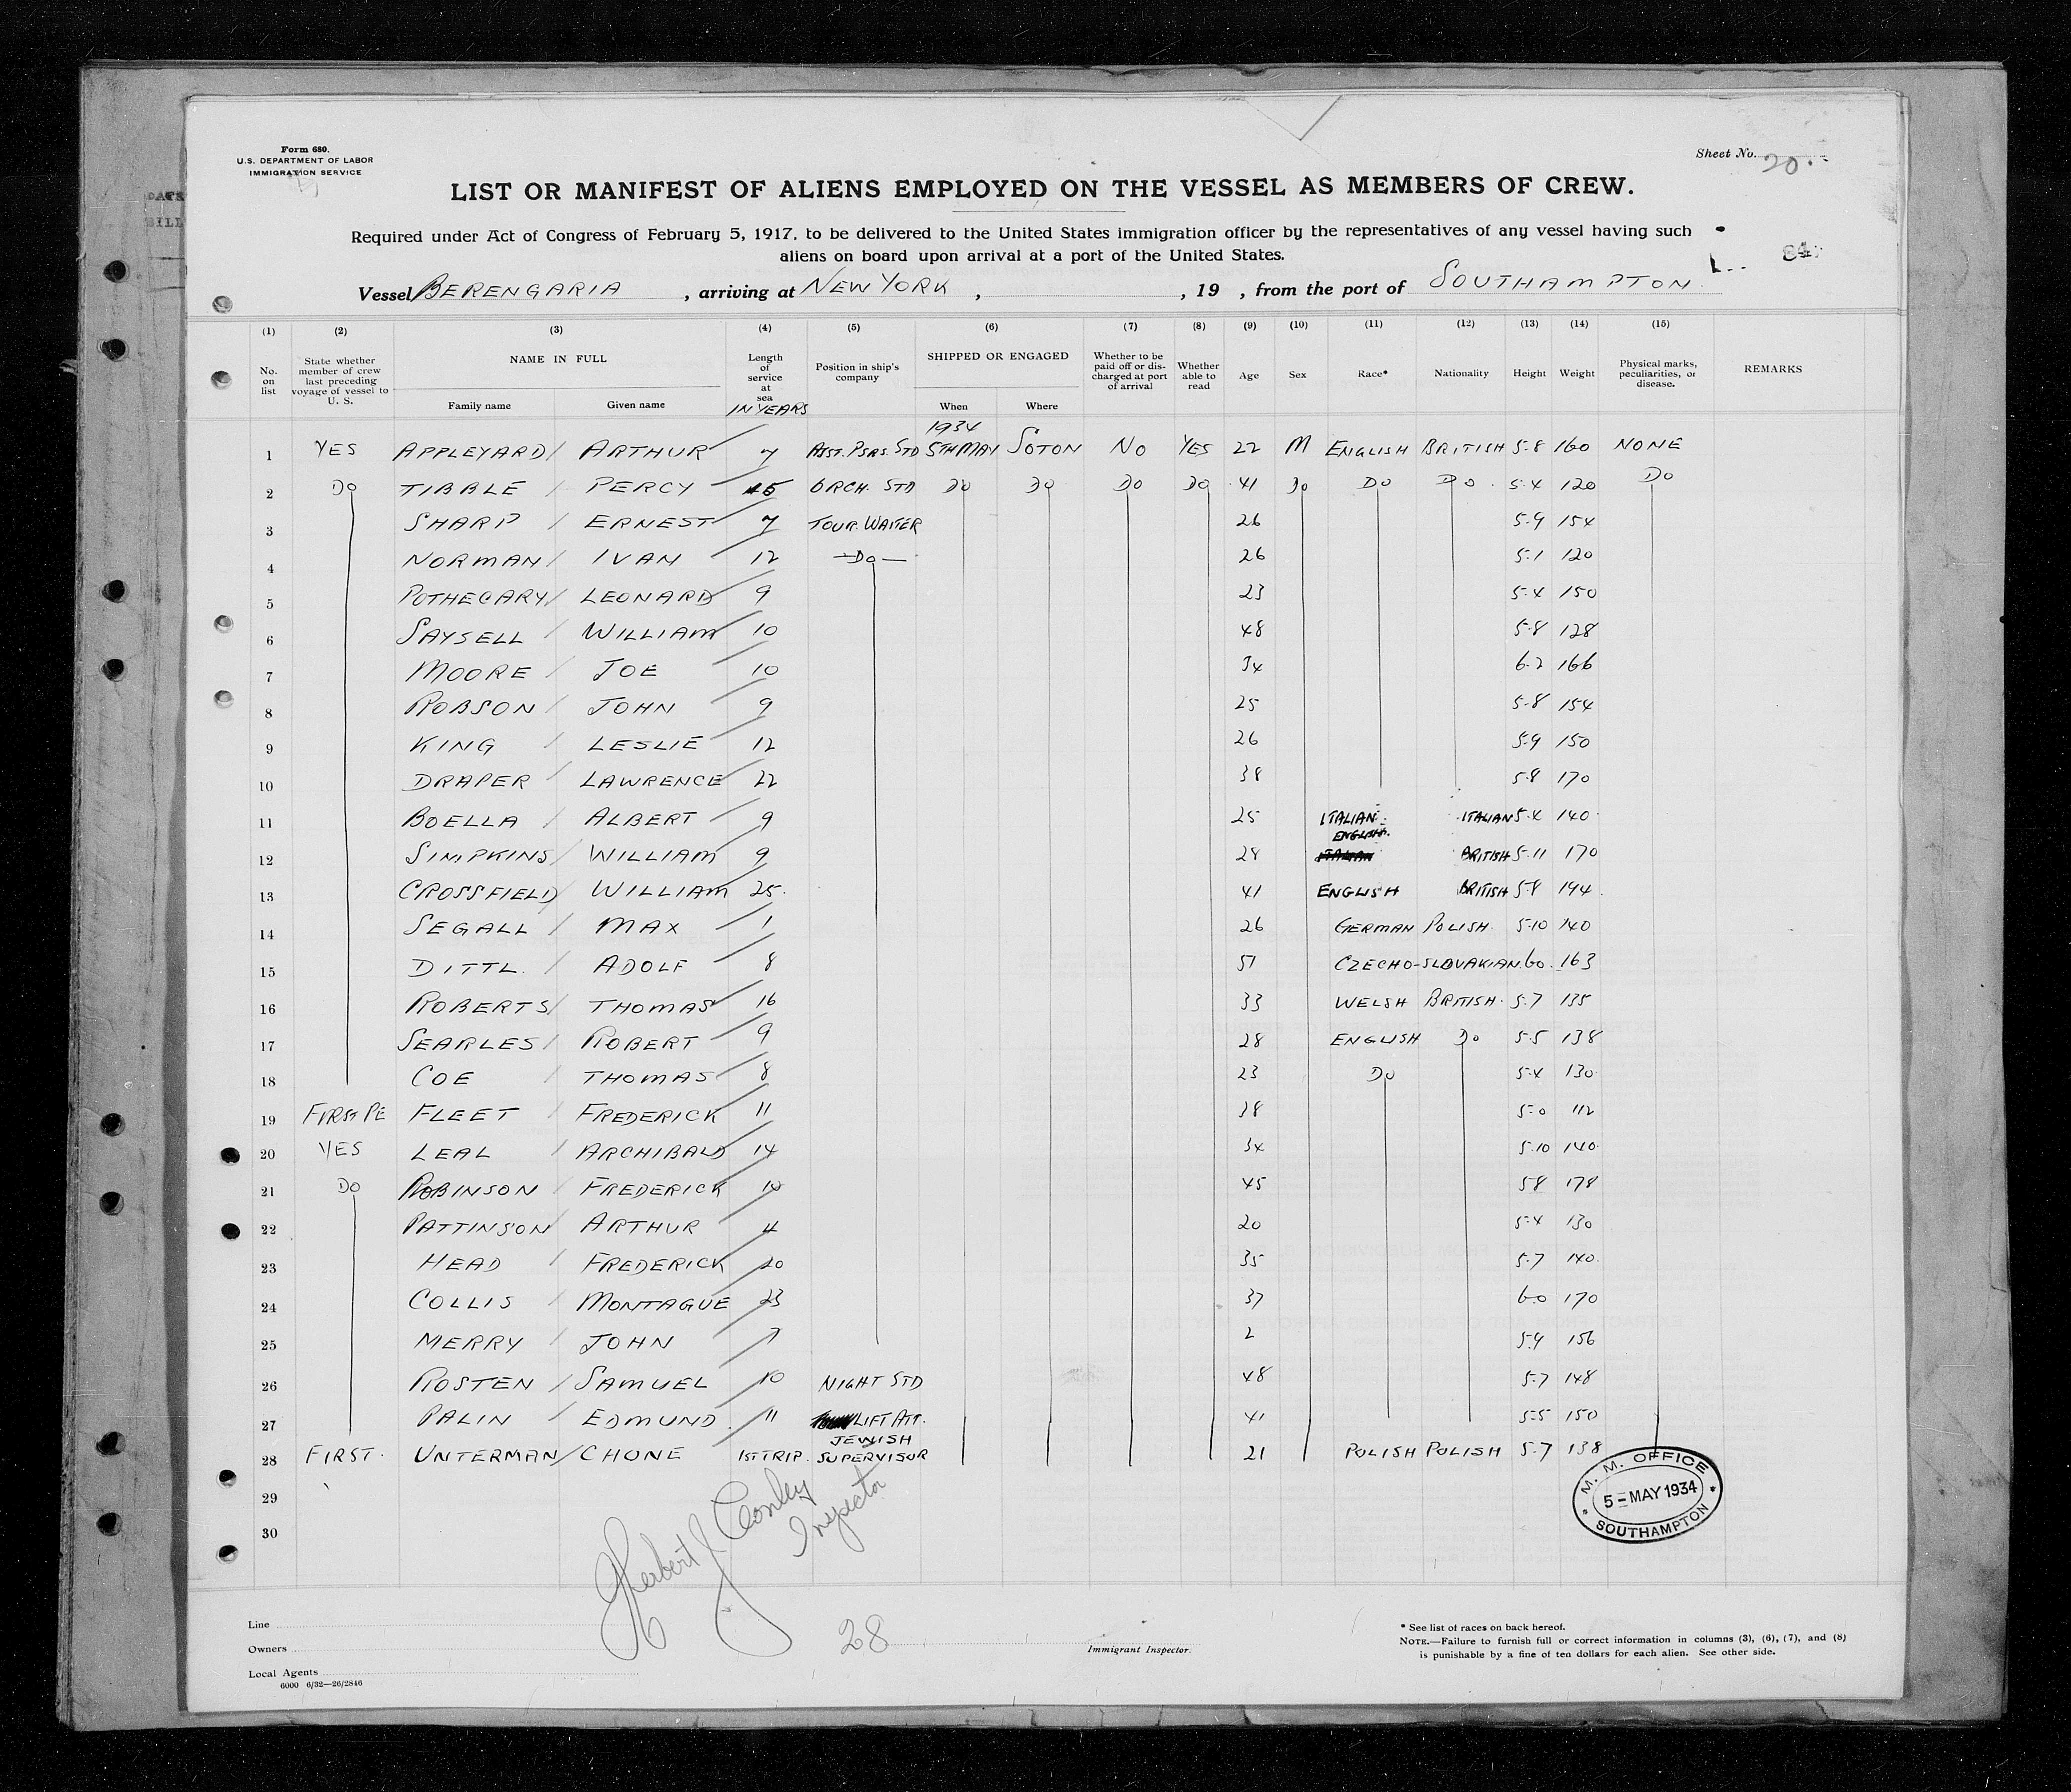 Form 680.
U.S. DEPARTMENT OF LABOR
IMMIGRATION SERVICE
Sheet No. 20.
LIST OR MANIFEST OF ALIENS EMPLOYED ON THE VESSEL AS MEMBERS OF CREW.
Required under Act of Congress of February 5, 1917, to be delivered to the United States immigration officer by the representatives of any vessel having such
aliens on board upon arrival at a port of the United States.
84
Vessel BERENGARIA, arriving at NEW YORK, , 19 , from the port of SOUTHAMPTON
(1) (2) (3) (4) (5) (6) (7) (8) (9) (10) (11) (12) (13) (14) (15)
No. on list State whether member of crew last preceding voyage of vessel to U. S. NAME IN FULL Length of service at sea IN YEARS Position in ship's company SHIPPED OR ENGAGED Whether to be paid off or discharged at port of arrival Whether able to read Age Sex Race* Nationality Height Weight Physical marks, peculiarities, or disease. REMARKS
Family name Given name When Where
1934
1 YES APPLEYARD / ARTHUR 7 ASST. PSRS. STD 5TH MAY SOTON NO YES 22 M ENGLISH BRITISH 5.8 160 NONE
2 DO TIBBLE / PERCY 15 ORCH. STD DO DO DO DO 41 DO DO DO 5.4 120 DO
3 SHARP / ERNEST 7 TOUR. WAITER 26 5.9 154
4 NORMAN / IVAN 12 —DO— 26 5.1 120
5 POTHECARY / LEONARD 9 23 5.4 150
6 SAYSELL / WILLIAM 10 48 5.8 128
7 MOORE / JOE 10 34 6.2 166
8 ROBSON / JOHN 9 25 5.8 154
9 KING / LESLIE 12 26 5.9 150
10 DRAPER / LAWRENCE 22 38 5.8 170
11 BOELLA / ALBERT 9 25 ITALIAN ITALIAN 5.4 140
ENGLISH.
12 SIMPKINS / WILLIAM 9 28 ITALIAN BRITISH 5.11 170
13 CROSSFIELD / WILLIAM 25 41 ENGLISH BRITISH 5.8 194
14 SEGALL / MAX 1 26 GERMAN POLISH. 5.10 140
15 DITTL. / ADOLF 8 51 CZECHO-SLOVAKIAN. 6.0 163
16 ROBERTS / THOMAS 16 33 WELSH BRITISH. 5.7 135
17 SEARLES / ROBERT 9 28 ENGLISH DO 5.5 138
18 COE / THOMAS 8 23 DO 5.4 130
19 FIRST PE FLEET / FREDERICK 11 38 5.0 112
20 YES LEAL / ARCHIBALD 14 34 5.10 140
21 DO ROBINSON FREDERICK 10 45 5.8 178
22 PATTINSON / ARTHUR 4 20 5.4 130
23 HEAD / FREDERICK 20 35 5.7 140
24 COLLIS / MONTAGUE 23 37 6.0 170
25 MERRY / JOHN 7 2 5.9 156
26 ROSTEN / SAMUEL 10 NIGHT STD 48 5.7 148
27 PALIN / EDMUND. 11 LIFT ATT. 41 5.5 150
JEWISH
28 FIRST. UNTERMAN / CHONE 1ST TRIP. SUPERVISOR 21 POLISH POLISH 5.7 138
29
30
M. M. OFFICE
5 - MAY 1934
SOUTHAMPTON
Herbert J Conley
Inspector
28
Line
Owners
Local Agents
6000 6/32—26/2846
Immigrant Inspector.
* See list of races on back hereof.
NOTE.—Failure to furnish full or correct information in columns (3), (6), (7), and (8)
is punishable by a fine of ten dollars for each alien. See other side.